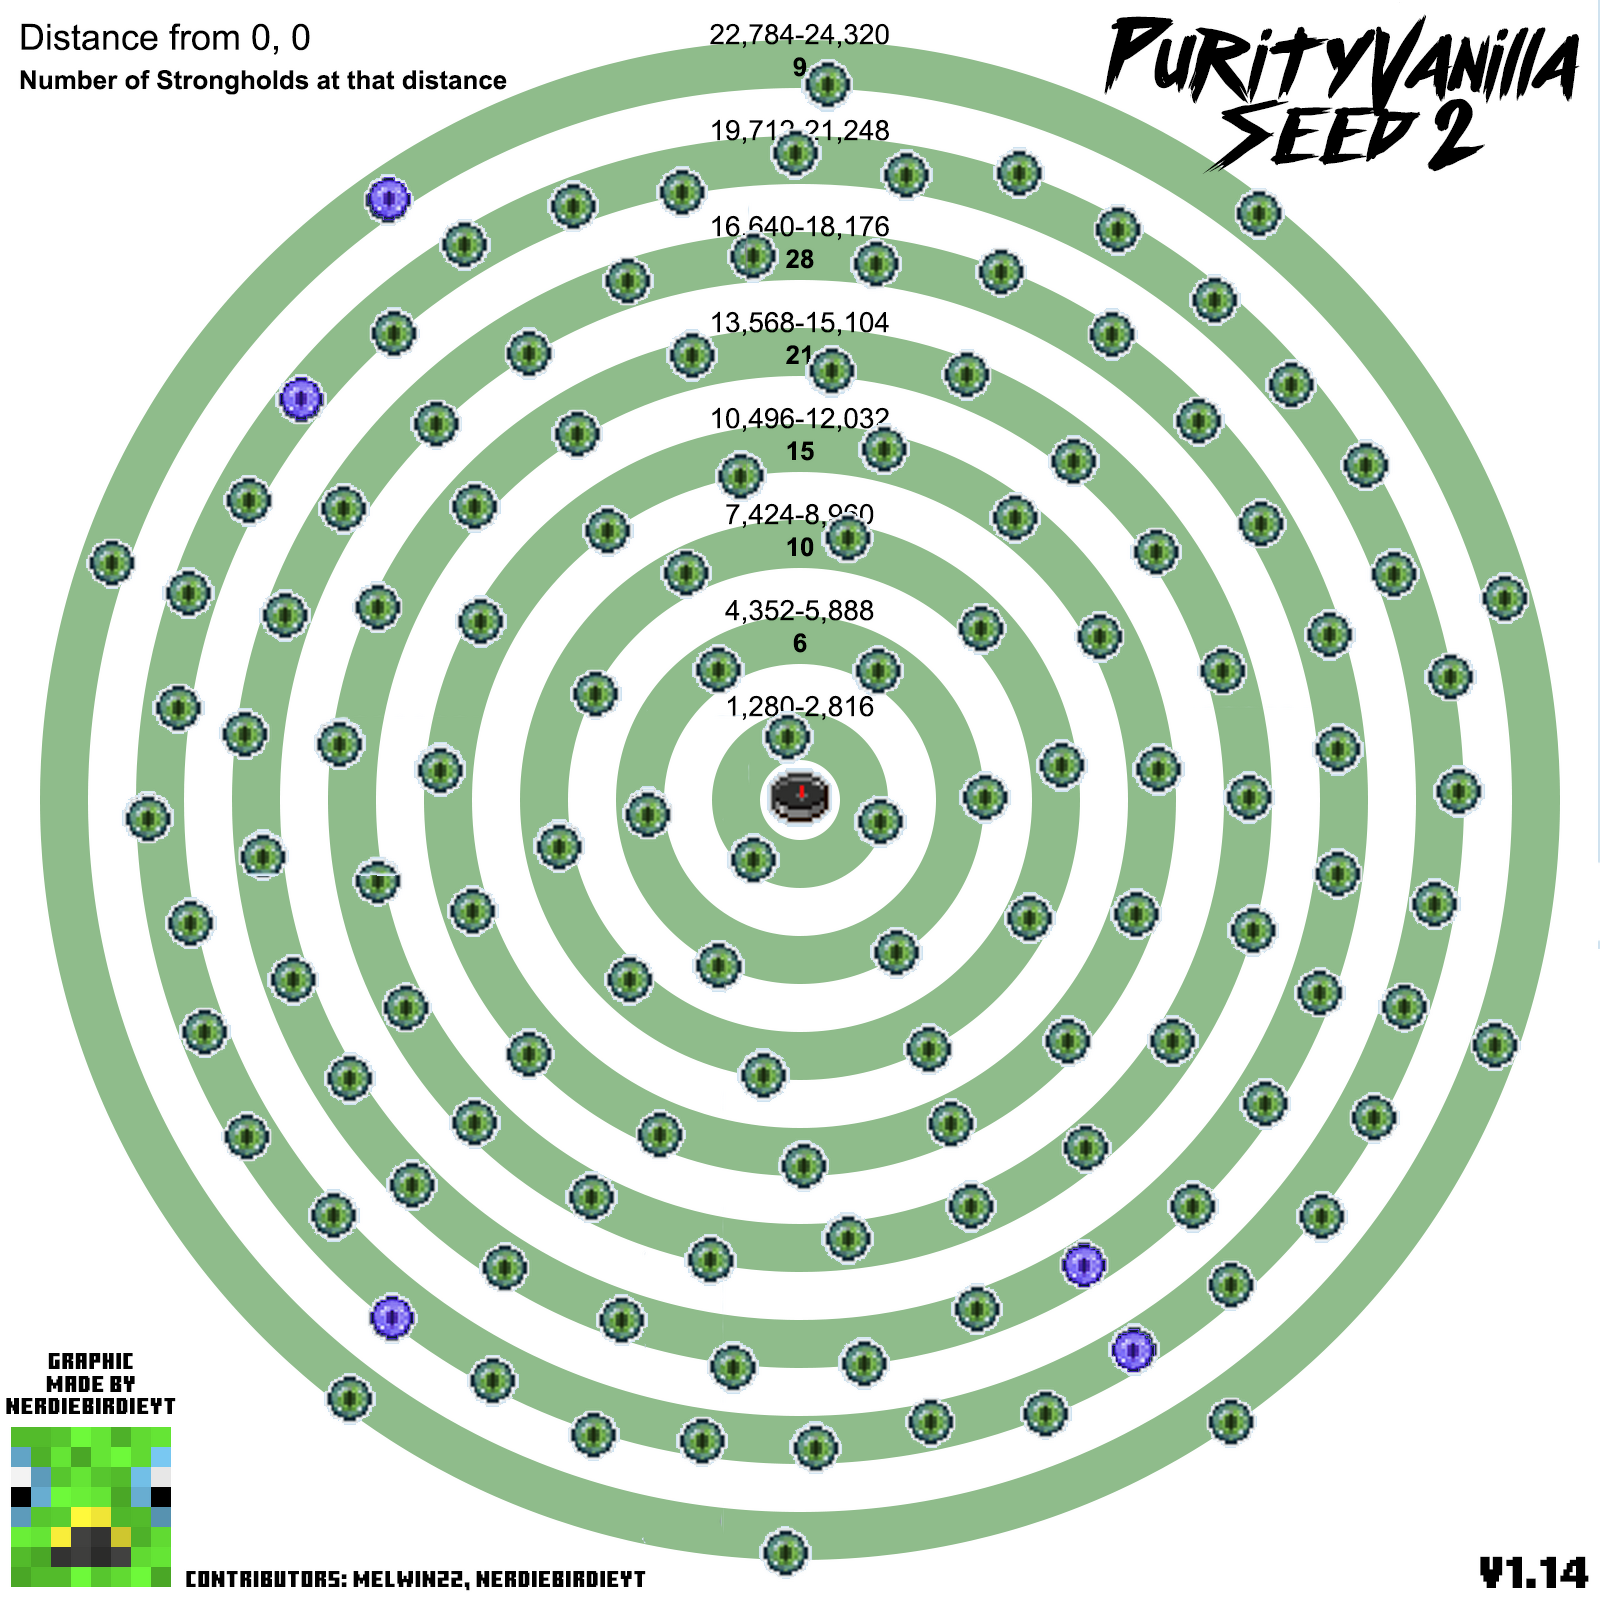 Distance from 0, 0
Number of Strongholds at that distance
PURITYVANILLA
SEED 2
22,784-24,320
9
19,712-21,248
16,640-18,176
28
13,568-15,104
21
10,496-12,032
15
7,424-8,960
10
4,352-5,888
6
1,280-2,816
GRAPHIC
MADE BY
NERDIEBIRDIEYT
CONTRIBUTORS: MELWIN22, NERDIEBIRDIEYT
V1.14